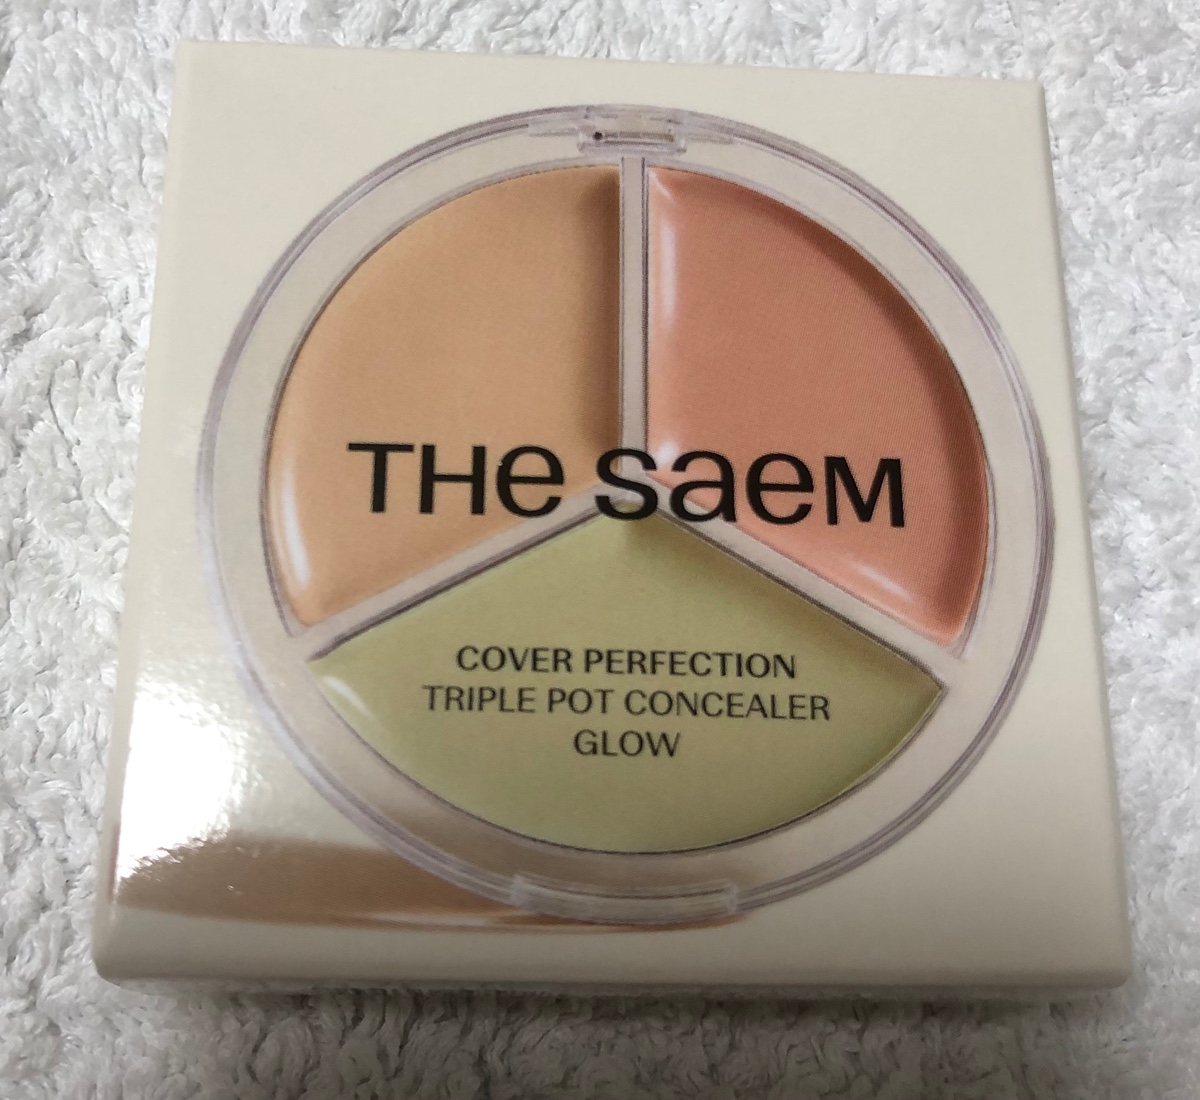 THE SAEM
COVER PERFECTION
TRIPLE POT CONCEALER
GLOW